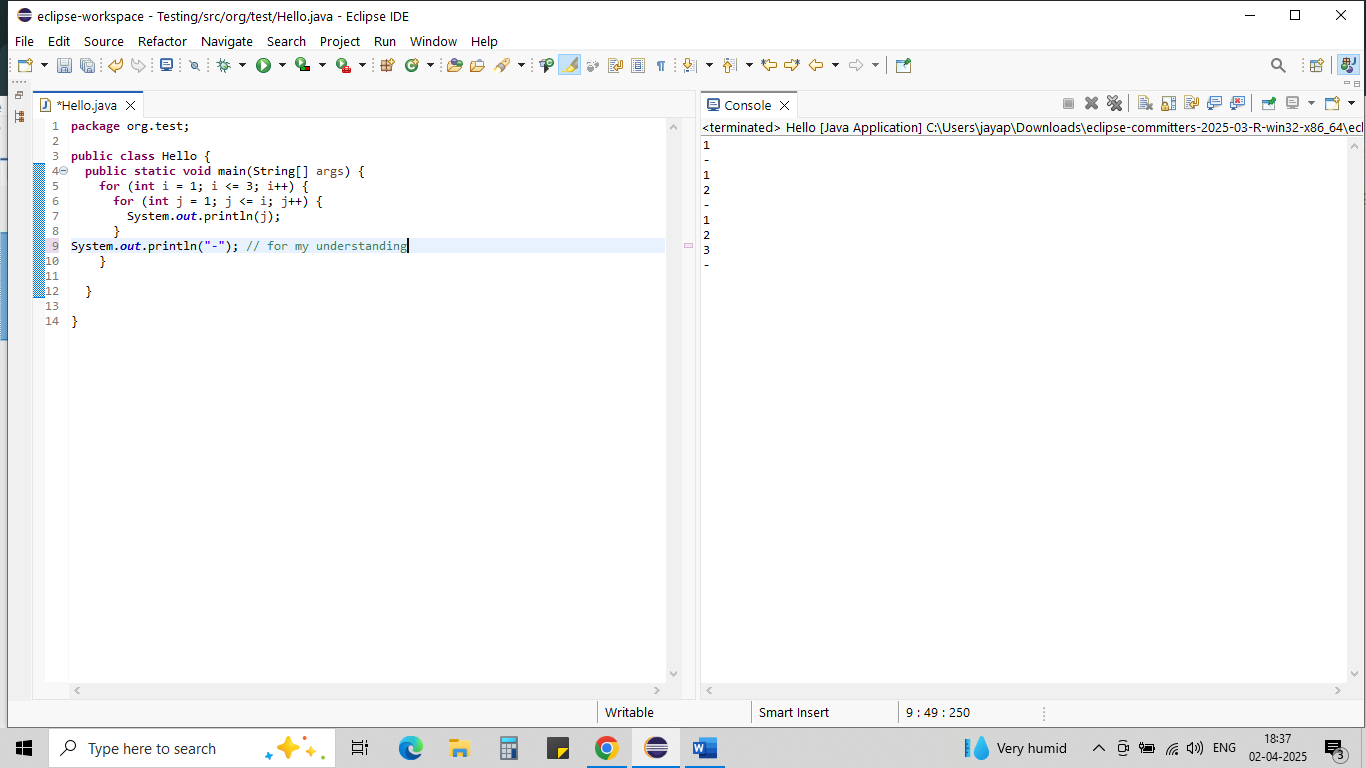 eclipse-workspace - Testing/src/org/test/Hello.java - Eclipse IDE
File Edit Source Refactor Navigate Search Project Run Window Help
*Hello.java
1 package org.test;
2
3 public class Hello {
4 public static void main(String[] args) {
5 for (int i = 1; i <= 3; i++) {
6 for (int j = 1; j <= i; j++) {
7 System.out.println(j);
8 }
9 System.out.println("-"); // for my understanding
10 }
11
12 }
13
14 }
Console
<terminated> Hello [Java Application] C:\Users\jayap\Downloads\eclipse-committers-2025-03-R-win32-x86_64\ecl
1
-
1
2
-
1
2
3
-
Writable Smart Insert 9 : 49 : 250
Type here to search
Very humid
ENG
18:37
02-04-2025
3